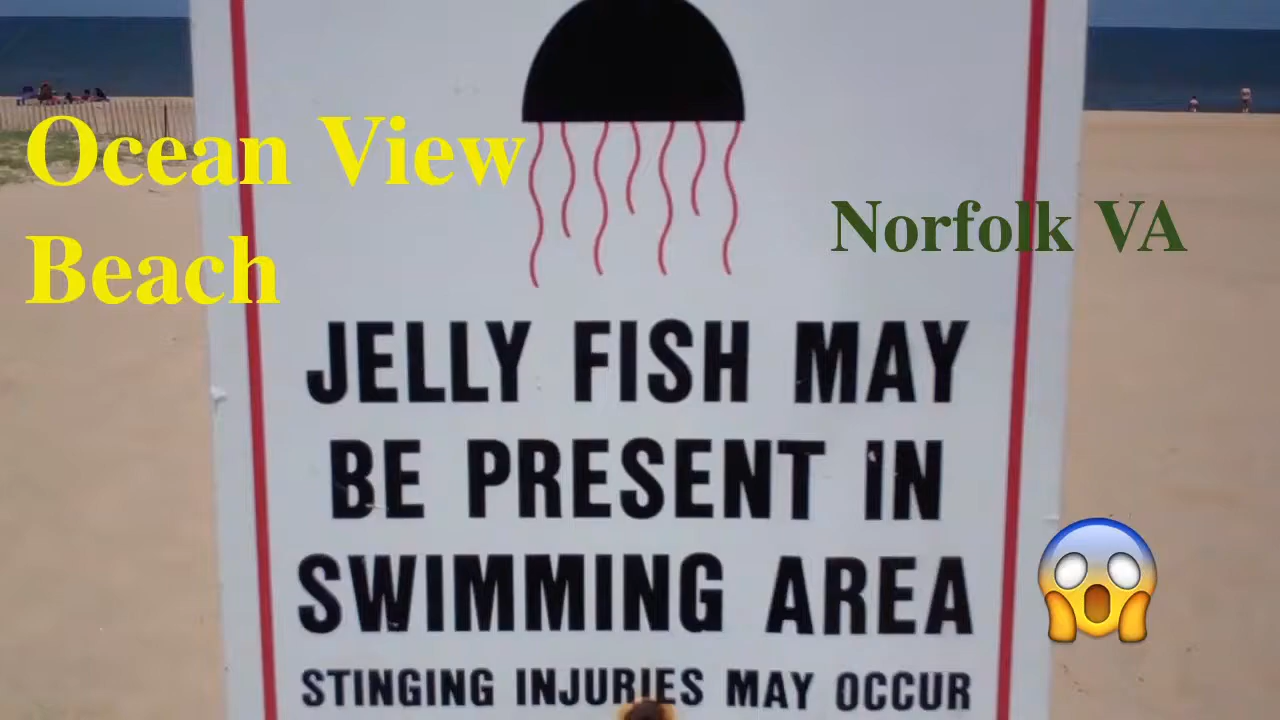 Ocean View
Beach
Norfolk VA
JELLY FISH MAY
BE PRESENT IN
SWIMMING AREA
STINGING INJURIES MAY OCCUR